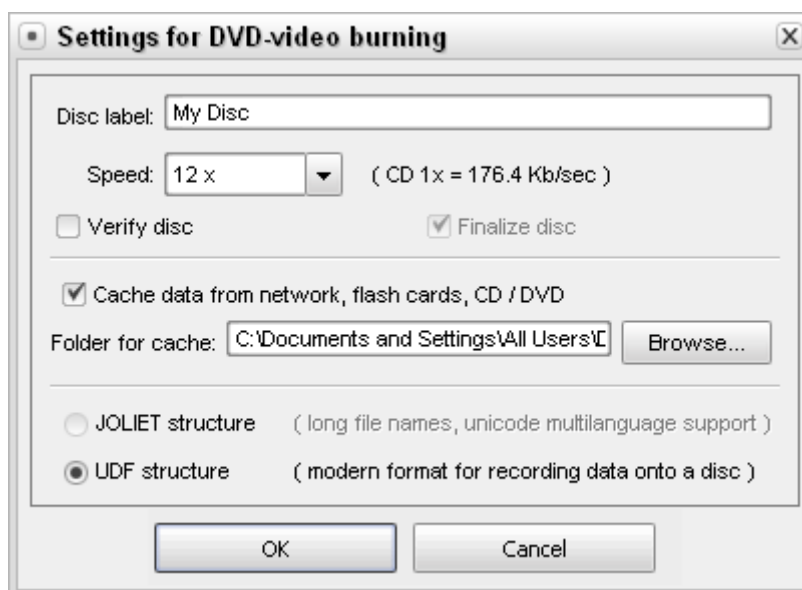 Settings for DVD-video burning
Disc label: My Disc
Speed: 12 x ( CD 1x = 176.4 Kb/sec )
Verify disc Finalize disc
Cache data from network, flash cards, CD / DVD
Folder for cache: C:\Documents and Settings\All Users\ Browse...
JOLIET structure ( long file names, unicode multilanguage support )
UDF structure ( modern format for recording data onto a disc )
OK Cancel